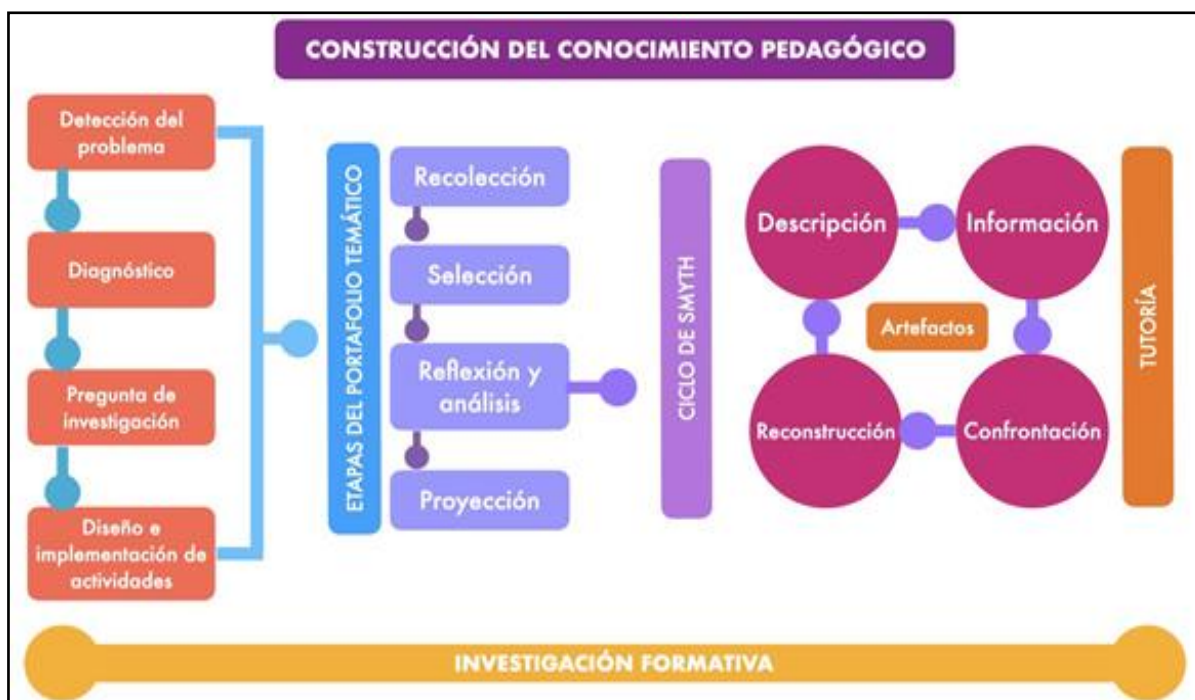 CONSTRUCCIÓN DEL CONOCIMIENTO PEDAGÓGICO
Detección del
problema
Diagnóstico
Pregunta de
investigación
Diseño e
implementación de
actividades
ETAPAS DEL PORTAFOLIO TEMÁTICO
Recolección
Selección
Reflexión y
análisis
Proyección
CICLO DE SMYTH
Descripción
Información
Artefactos
Reconstrucción
Confrontación
TUTORÍA
INVESTIGACIÓN FORMATIVA